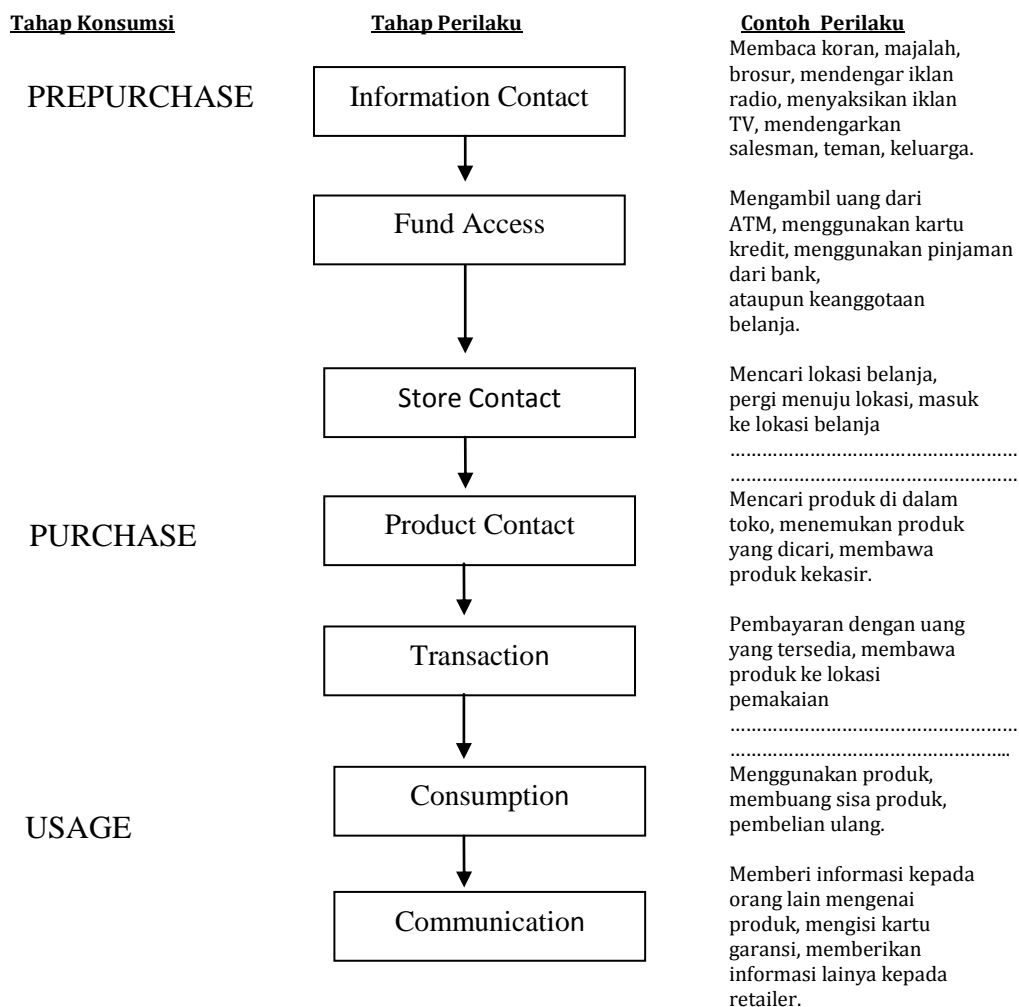 Tahap Konsumsi
Tahap Perilaku
Contoh Perilaku
PREPURCHASE
Information Contact
Membaca koran, majalah,
brosur, mendengar iklan
radio, menyaksikan iklan
TV, mendengarkan
salesman, teman, keluarga.
Fund Access
Mengambil uang dari
ATM, menggunakan kartu
kredit, menggunakan pinjaman
dari bank,
ataupun keanggotaan
belanja.
Store Contact
Mencari lokasi belanja,
pergi menuju lokasi, masuk
ke lokasi belanja
………………………………………………
………………………………………………
PURCHASE
Product Contact
Mencari produk di dalam
toko, menemukan produk
yang dicari, membawa
produk kekasir.
Transaction
Pembayaran dengan uang
yang tersedia, membawa
produk ke lokasi
pemakaian
………………………………………………
……………………………………………..
USAGE
Consumption
Menggunakan produk,
membuang sisa produk,
pembelian ulang.
Communication
Memberi informasi kepada
orang lain mengenai
produk, mengisi kartu
garansi, memberikan
informasi lainya kepada
retailer.